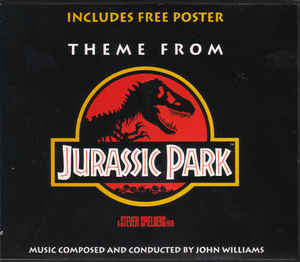 INCLUDES FREE POSTER
THEME FROM
JURASSIC PARK
A STEVEN SPIELBERG FILM
MUSIC COMPOSED AND CONDUCTED BY JOHN WILLIAMS